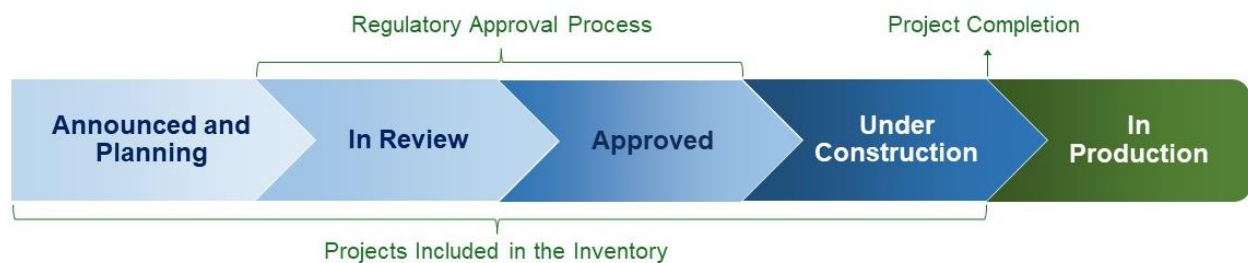 Regulatory Approval Process
Project Completion
Announced and
Planning
In Review
Approved
Under
Construction
In
Production
Projects Included in the Inventory